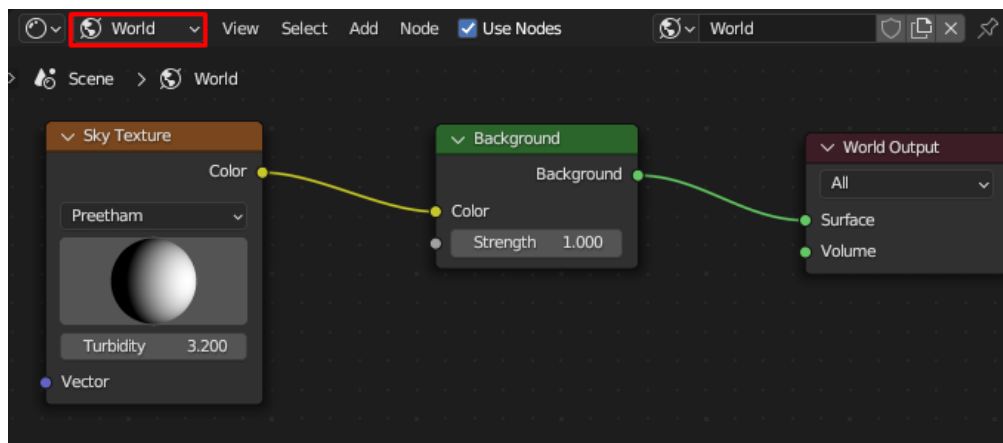 World View Select Add Node Use Nodes World
Scene > World
Sky Texture
Color
Preetham
Turbidity 3.200
Vector
Background
Background
Color
Strength 1.000
World Output
All
Surface
Volume